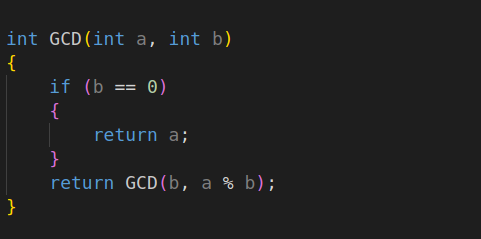 int GCD(int a, int b)
{
    if (b == 0)
    {
        return a;
    }
    return GCD(b, a % b);
}